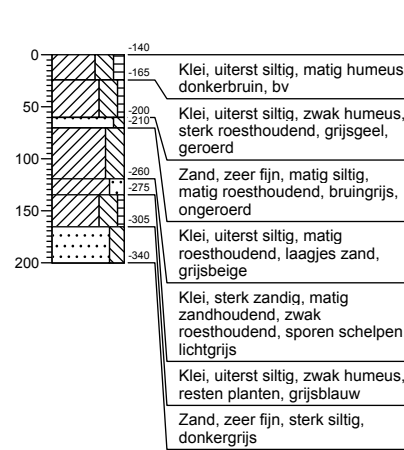 0
50
100
150
200
-140
-165
-200
-210
-260
-275
-305
-340
Klei, uiterst siltig, matig humeus
donkerbruin, bv
Klei, uiterst siltig, zwak humeus,
sterk roesthoudend, grijsgeel,
geroerd
Zand, zeer fijn, matig siltig,
matig roesthoudend, bruingrijs,
ongeroerd
Klei, uiterst siltig, matig
roesthoudend, laagjes zand,
grijsbeige
Klei, sterk zandig, matig
zandhoudend, zwak
roesthoudend, sporen schelpen
lichtgrijs
Klei, uiterst siltig, zwak humeus,
resten planten, grijsblauw
Zand, zeer fijn, sterk siltig,
donkergrijs